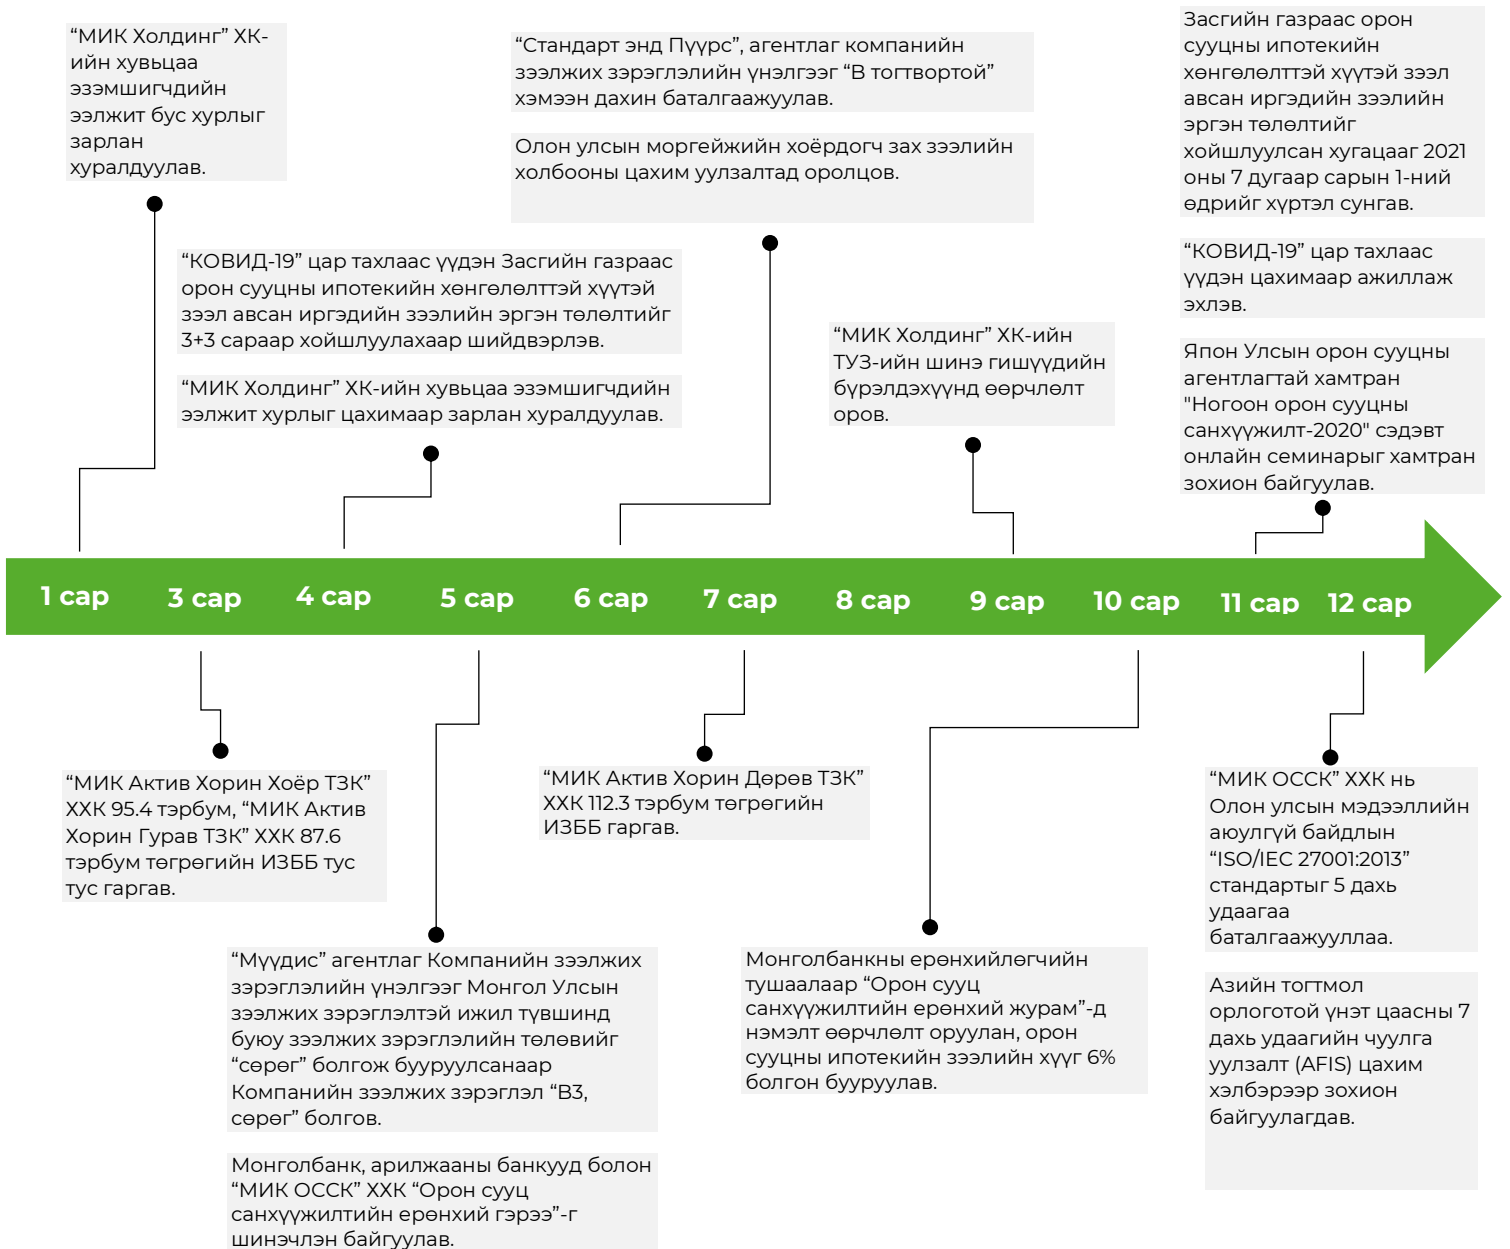 “МИК Холдинг” ХК-
ийн хувьцаа
эзэмшигчдийн
ээлжит бус хурлыг
зарлан
хуралдуулав.
“Стандарт энд Пүүрс”, агентлаг компанийн
зээлжих зэрэглэлийн үнэлгээг “В тогтвортой”
хэмээн дахин баталгаажуулав.
Олон улсын моргейжийн хоёрдогч зах зээлийн
холбооны цахим уулзалтад оролцов.
Засгийн газраас орон
сууцны ипотекийн
хөнгөлөлттэй хүүтэй зээл
авсан иргэдийн зээлийн
эргэн төлөлтийг
хойшлуулсан хугацааг 2021
оны 7 дугаар сарын 1-ний
өдрийг хүртэл сунгав.
“КОВИД-19” цар тахлаас
үүдэн цахимаар ажиллаж
эхлэв.
Япон Улсын орон сууцны
агентлагтай хамтран
"Ногоон орон сууцны
санхүүжилт-2020" сэдэвт
онлайн семинарыг хамтран
зохион байгуулав.
“КОВИД-19” цар тахлаас үүдэн Засгийн газраас
орон сууцны ипотекийн хөнгөлөлттэй хүүтэй
зээл авсан иргэдийн зээлийн эргэн төлөлтийг
3+3 сараар хойшлуулахаар шийдвэрлэв.
“МИК Холдинг” ХК-ийн хувьцаа эзэмшигчдийн
ээлжит хурлыг цахимаар зарлан хуралдуулав.
“МИК Холдинг” ХК-ийн
ТУЗ-ийн шинэ гишүүдийн
бүрэлдэхүүнд өөрчлөлт
оров.
1 сар 3 сар 4 сар 5 сар 6 сар 7 сар 8 сар 9 сар 10 сар 11 сар 12 сар
“МИК Актив Хорин Хоёр ТЗК”
ХХК 95.4 тэрбум, “МИК Актив
Хорин Гурав ТЗК” ХХК 87.6
тэрбум төгрөгийн ИЗББ тус
тус гаргав.
“МИК Актив Хорин Дөрөв ТЗК”
ХХК 112.3 тэрбум төгрөгийн
ИЗББ гаргав.
“МИК ОССК” ХХК нь
Олон улсын мэдээллийн
аюулгүй байдлын
“ISO/IEC 27001:2013”
стандартыг 5 дахь
удаагаа
баталгаажууллаа.
Азийн тогтмол
орлоготой үнэт цаасны 7
дахь удаагийн чуулга
уулзалт (AFIS) цахим
хэлбэрээр зохион
байгуулагдав.
“Мүүдис” агентлаг Компанийн зээлжих
зэрэглэлийн үнэлгээг Монгол Улсын
зээлжих зэрэглэлтэй ижил түвшинд
буюу зээлжих зэрэглэлийн төлөвийг
“сөрөг” болгож бууруулсанаар
Компанийн зээлжих зэрэглэл “В3,
сөрөг” болгов.
Монголбанк, арилжааны банкууд болон
“МИК ОССК” ХХК “Орон сууц
санхүүжилтийн ерөнхий гэрээ”-г
шинэчлэн байгуулав.
Монголбанкны ерөнхийлөгчийн
тушаалаар “Орон сууц
санхүүжилтийн ерөнхий журам”-д
нэмэлт өөрчлөлт оруулан, орон
сууцны ипотекийн зээлийн хүүг 6%
болгон бууруулав.